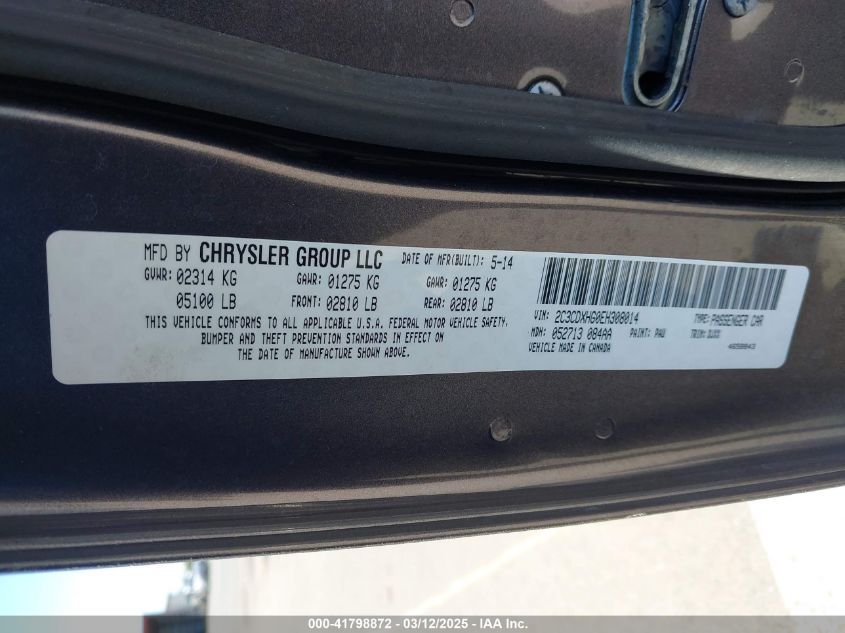 MFD BY CHRYSLER GROUP LLC DATE OF MFR(BUILT): 5-14
GVWR: 02314 KG GAWR: 01275 KG GAWR: 01275 KG
05100 LB FRONT: 02810 LB REAR: 02810 LB
THIS VEHICLE CONFORMS TO ALL APPLICABLE U.S.A. FEDERAL MOTOR VEHICLE SAFETY,
BUMPER AND THEFT PREVENTION STANDARDS IN EFFECT ON
THE DATE OF MANUFACTURE SHOWN ABOVE.
VIN: 2C3CDXHG0EH308014 TYPE: PASSENGER CAR
MDH: 052713 084AA PAINT: PAU TRIM:
VEHICLE MADE IN CANADA
000-41798872 - 03/12/2025 - IAA Inc.